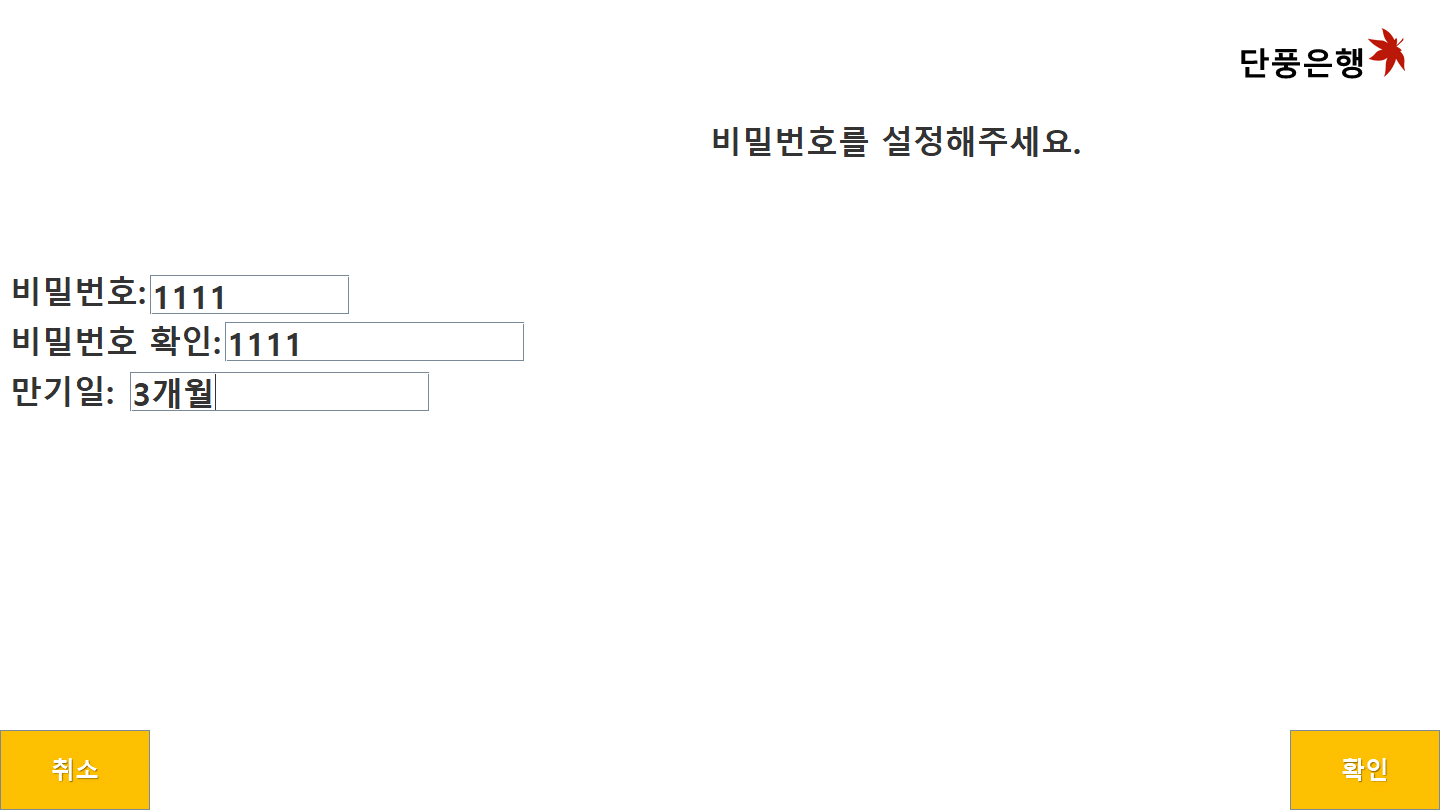 단풍은행
비밀번호를 설정해주세요.
비밀번호: 1111
비밀번호 확인: 1111
만기일: 3개월
취소
확인